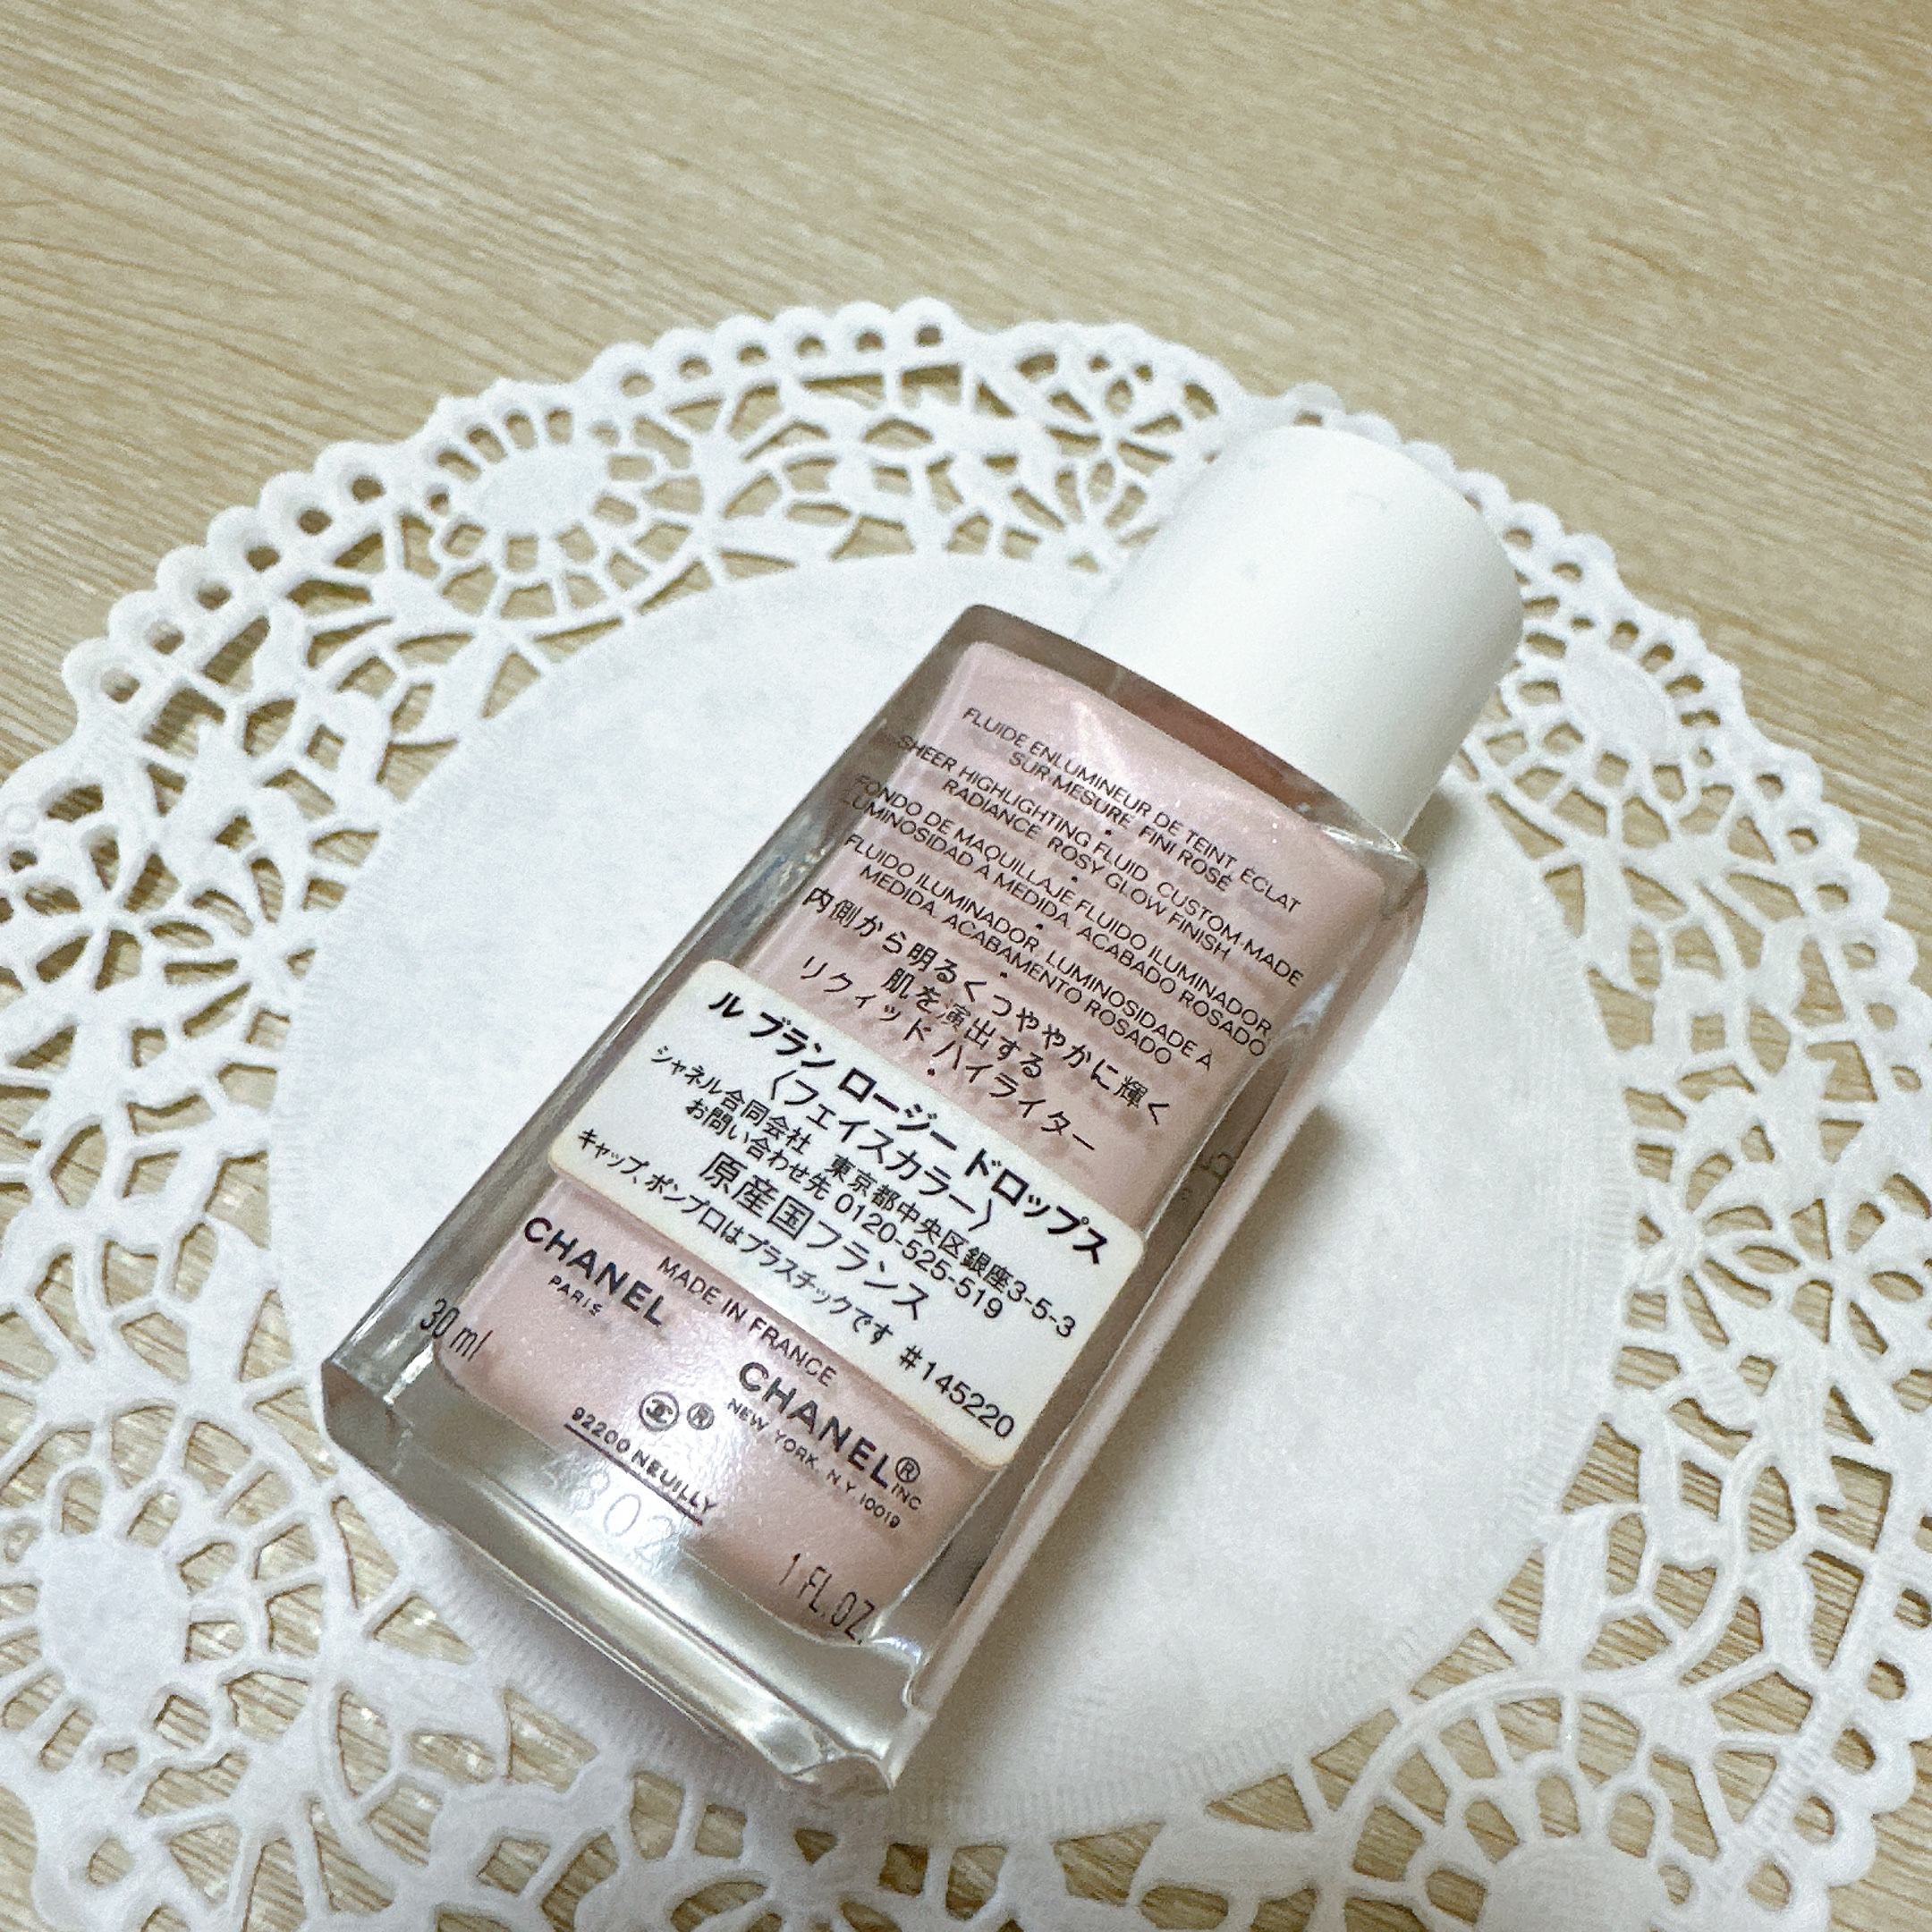 FLUIDE ENLUMINEUR DE TEINT, ÉCLAT
SUR-MESURE, FINI ROSÉ
•
SHEER HIGHLIGHTING FLUID, CUSTOM-MADE
RADIANCE, ROSY GLOW FINISH
•
FONDO DE MAQUILLAJE FLUIDO ILUMINADOR,
LUMINOSIDAD A MEDIDA, ACABADO ROSADO
•
FLUIDO ILUMINADOR, LUMINOSIDADE À
MEDIDA, ACABAMENTO ROSADO
•
内側から明るくつややかに輝く
肌を演出する
リクィッド ハイライター
•
ル ブラン ロージー ドロップス
〈フェイスカラー〉
シャネル合同会社 東京都中央区銀座3-5-3
お問い合わせ先 0120-525-519
原産国フランス
キャップ、ポンプ口はプラスチックです #145220
MADE IN FRANCE
CHANEL
PARIS
CHANEL®
NEW YORK, N.Y. 10019 INC
®
92200 NEUILLY
30 ml
1 FL.OZ.